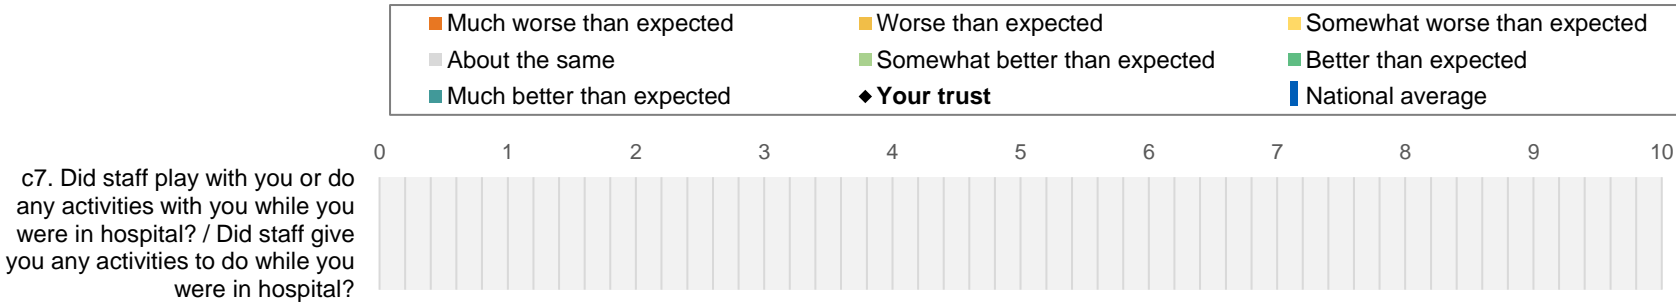 Much worse than expected Worse than expected Somewhat worse than expected
About the same Somewhat better than expected Better than expected
Much better than expected Your trust National average
0 1 2 3 4 5 6 7 8 9 10
c7. Did staff play with you or do
any activities with you while you
were in hospital? / Did staff give
you any activities to do while you
were in hospital?